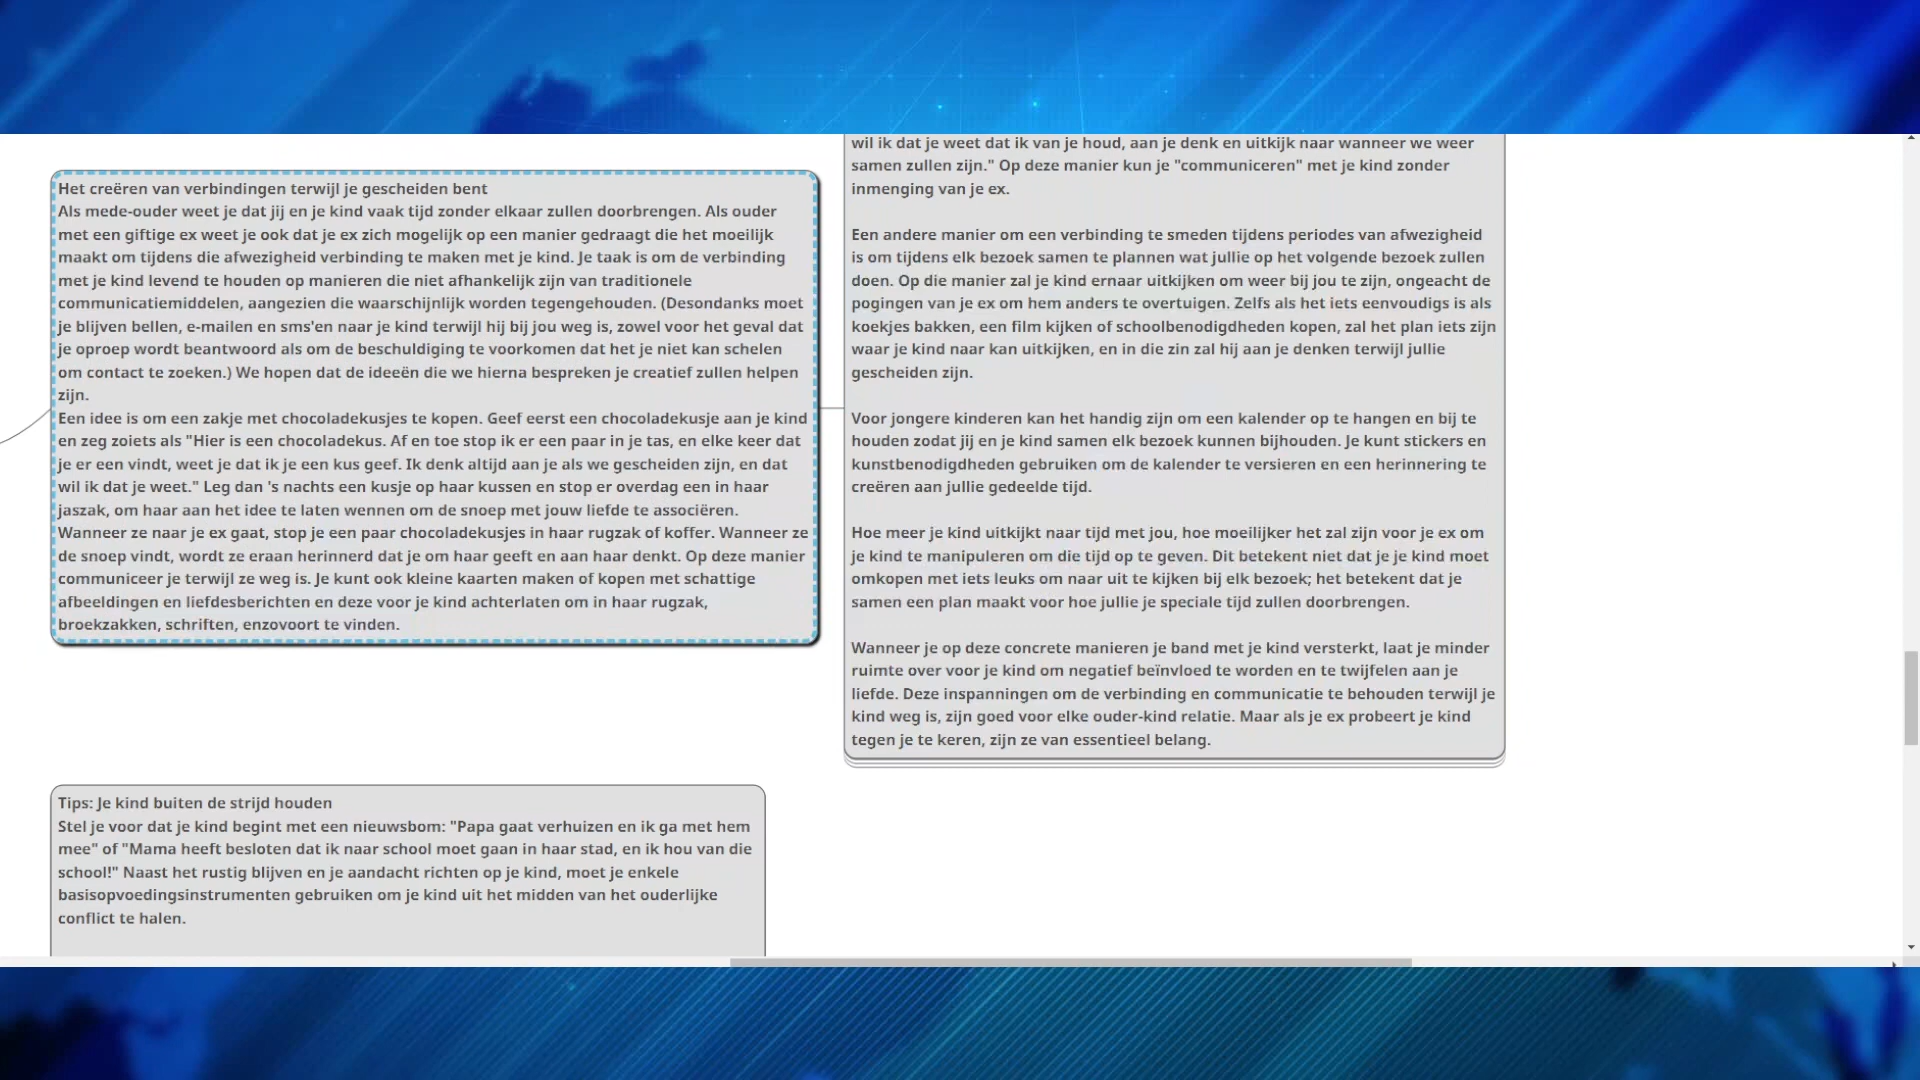 Het creëren van verbindingen terwijl je gescheiden bent
Als mede-ouder weet je dat jij en je kind vaak tijd zonder elkaar zullen doorbrengen. Als ouder
met een giftige ex weet je ook dat je ex zich mogelijk op een manier gedraagt die het moeilijk
maakt om tijdens die afwezigheid verbinding te maken met je kind. Je taak is om de verbinding
met je kind levend te houden op manieren die niet afhankelijk zijn van traditionele
communicatiemiddelen, aangezien die waarschijnlijk worden tegengehouden. (Desondanks moet
je blijven bellen, e-mailen en sms'en naar je kind terwijl hij bij jou weg is, zowel voor het geval dat
je oproep wordt beantwoord als om de beschuldiging te voorkomen dat het je niet kan schelen
om contact te zoeken.) We hopen dat de ideeën die we hierna bespreken je creatief zullen helpen
zijn.
Een idee is om een zakje met chocoladekusjes te kopen. Geef eerst een chocoladekusje aan je kind
en zeg zoiets als "Hier is een chocoladekus. Af en toe stop ik er een paar in je tas, en elke keer dat
je er een vindt, weet je dat ik je een kus geef. Ik denk altijd aan je als we gescheiden zijn, en dat
wil ik dat je weet." Leg dan 's nachts een kusje op haar kussen en stop er overdag een in haar
jaszak, om haar aan het idee te laten wennen om de snoep met jouw liefde te associëren.
Wanneer ze naar je ex gaat, stop je een paar chocoladekusjes in haar rugzak of koffer. Wanneer ze
de snoep vindt, wordt ze eraan herinnerd dat je om haar geeft en aan haar denkt. Op deze manier
communiceer je terwijl ze weg is. Je kunt ook kleine kaarten maken of kopen met schattige
afbeeldingen en liefdesberichten en deze voor je kind achterlaten om in haar rugzak,
broekzakken, schriften, enzovoort te vinden.
wil ik dat je weet dat ik van je houd, aan je denk en uitkijk naar wanneer we weer
samen zullen zijn." Op deze manier kun je "communiceren" met je kind zonder
inmenging van je ex.
Een andere manier om een verbinding te smeden tijdens periodes van afwezigheid
is om tijdens elk bezoek samen te plannen wat jullie op het volgende bezoek zullen
doen. Op die manier zal je kind ernaar uitkijken om weer bij jou te zijn, ongeacht de
pogingen van je ex om hem anders te overtuigen. Zelfs als het iets eenvoudigs is als
koekjes bakken, een film kijken of schoolbenodigdheden kopen, zal het plan iets zijn
waar je kind naar kan uitkijken, en in die zin zal hij aan je denken terwijl jullie
gescheiden zijn.
Voor jongere kinderen kan het handig zijn om een kalender op te hangen en bij te
houden zodat jij en je kind samen elk bezoek kunnen bijhouden. Je kunt stickers en
kunstbenodigdheden gebruiken om de kalender te versieren en een herinnering te
creëren aan jullie gedeelde tijd.
Hoe meer je kind uitkijkt naar tijd met jou, hoe moeilijker het zal zijn voor je ex om
je kind te manipuleren om die tijd op te geven. Dit betekent niet dat je je kind moet
omkopen met iets leuks om naar uit te kijken bij elk bezoek; het betekent dat je
samen een plan maakt voor hoe jullie je speciale tijd zullen doorbrengen.
Wanneer je op deze concrete manieren je band met je kind versterkt, laat je minder
ruimte over voor je kind om negatief beïnvloed te worden en te twijfelen aan je
liefde. Deze inspanningen om de verbinding en communicatie te behouden terwijl je
kind weg is, zijn goed voor elke ouder-kind relatie. Maar als je ex probeert je kind
tegen je te keren, zijn ze van essentieel belang.
Tips: Je kind buiten de strijd houden
Stel je voor dat je kind begint met een nieuwsbom: "Papa gaat verhuizen en ik ga met hem
mee" of "Mama heeft besloten dat ik naar school moet gaan in haar stad, en ik hou van die
school!" Naast het rustig blijven en je aandacht richten op je kind, moet je enkele
basisopvoedingsinstrumenten gebruiken om je kind uit het midden van het ouderlijke
conflict te halen.